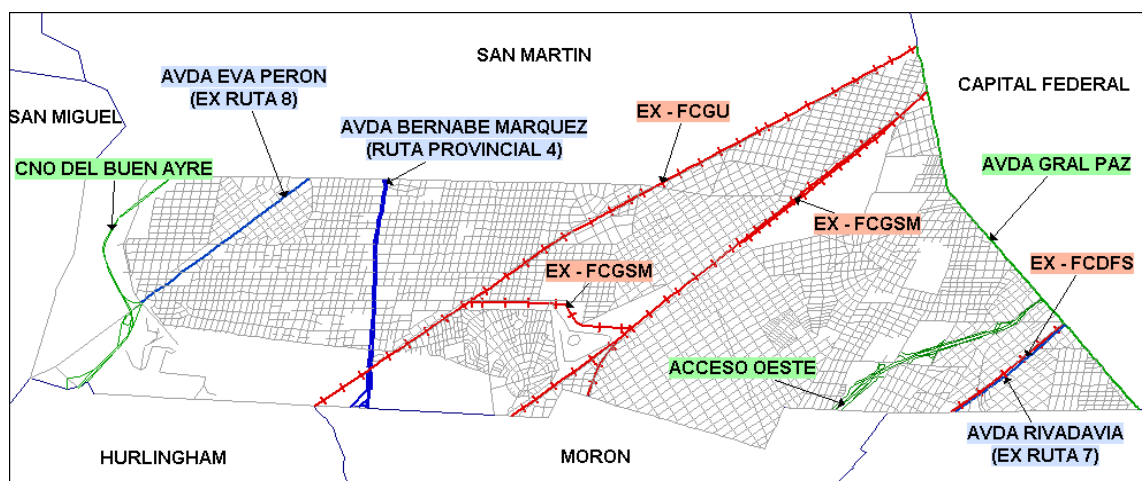 SAN MARTIN
AVDA EVA PERON
(EX RUTA 8)
CAPITAL FEDERAL
SAN MIGUEL
EX - FCGU
AVDA BERNABE MARQUEZ
(RUTA PROVINCIAL 4)
CNO DEL BUEN AYRE
AVDA GRAL PAZ
EX - FCGSM
EX - FCDFS
EX - FCGSM
ACCESO OESTE
AVDA RIVADAVIA
(EX RUTA 7)
HURLINGHAM
MORON